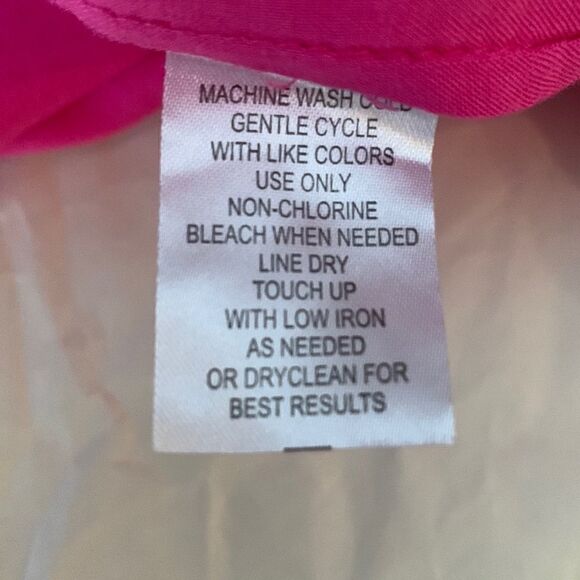 MACHINE WASH COLD
GENTLE CYCLE
WITH LIKE COLORS
USE ONLY
NON-CHLORINE
BLEACH WHEN NEEDED
LINE DRY
TOUCH UP
WITH LOW IRON
AS NEEDED
OR DRYCLEAN FOR
BEST RESULTS